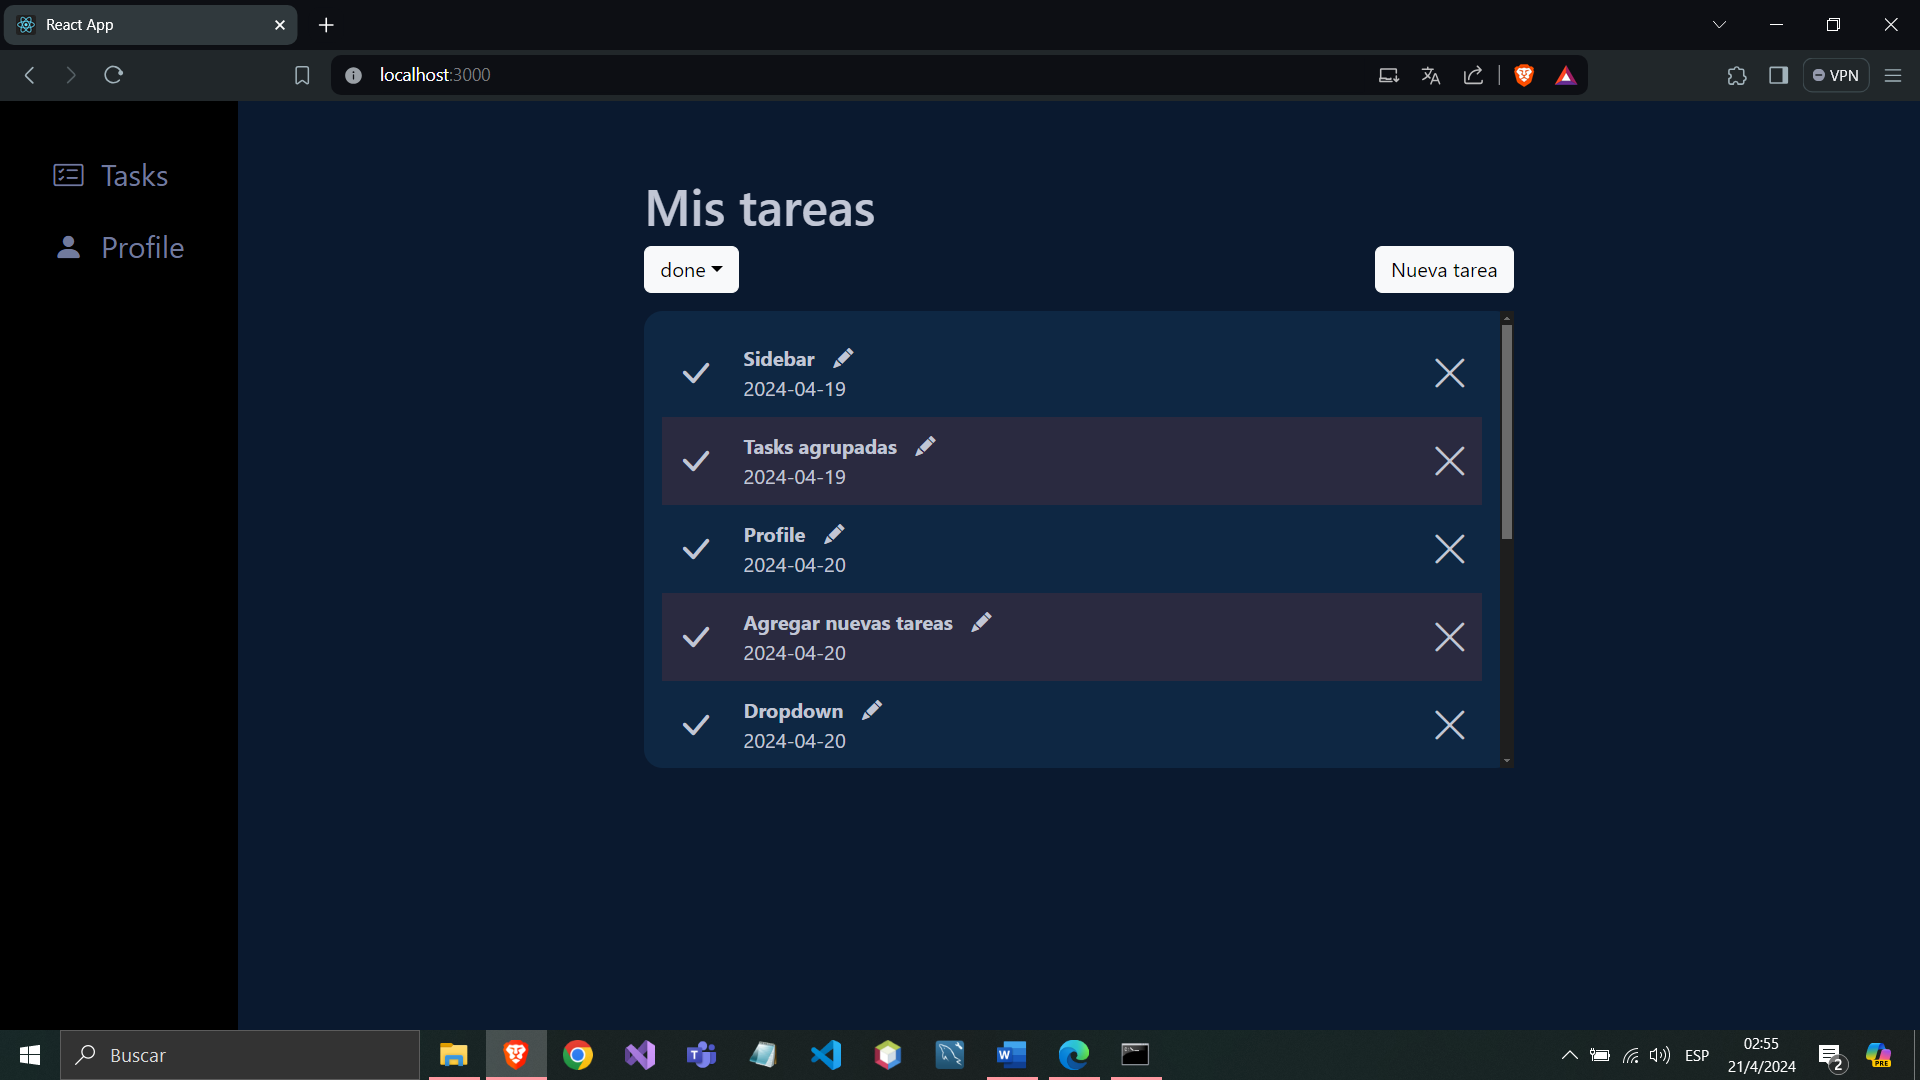 React App
localhost:3000
VPN
Tasks
Profile
Mis tareas
done
Nueva tarea
Sidebar
2024-04-19
Tasks agrupadas
2024-04-19
Profile
2024-04-20
Agregar nuevas tareas
2024-04-20
Dropdown
2024-04-20
Buscar
ESP
02:55
21/4/2024
2
PRE